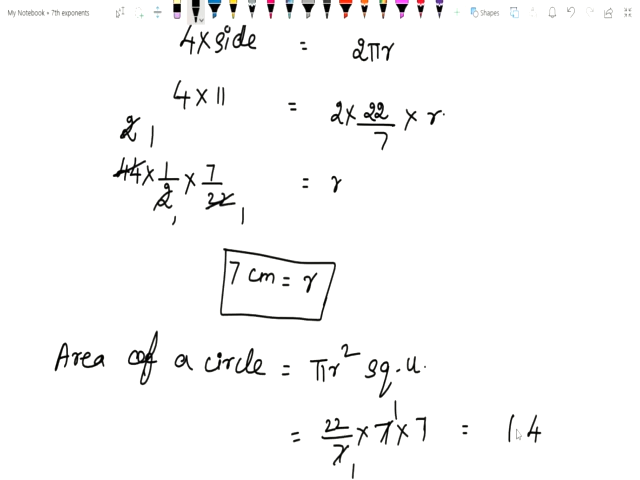 My Notebook » 7th exponents
Shapes
4 × side = 2πr
4 × 11 = 2 × 22/7 × r.
2 1
44 × 1/2 × 7/22 = r
1 1
7 cm = r
Area of a circle = πr² sq.u.
1
= 22/7 × 7 × 7 = 1 4
1